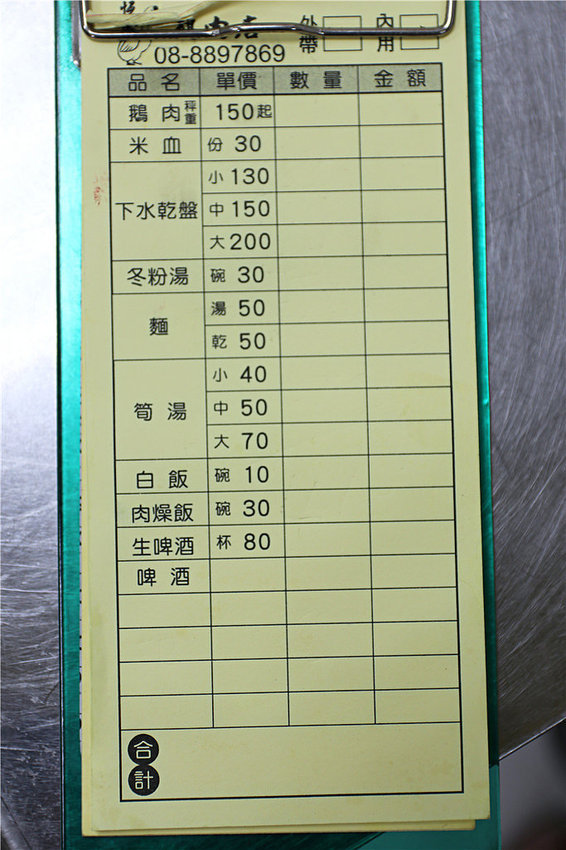 外帶
內用
08-8897869
品名 單價 數量 金額
鵝肉 秤重 150起
米血 份 30
下水乾盤 小 130
中 150
大 200
冬粉湯 碗 30
麵 湯 50
乾 50
筍湯 小 40
中 50
大 70
白飯 碗 10
肉燥飯 碗 30
生啤酒 杯 80
啤酒
合計